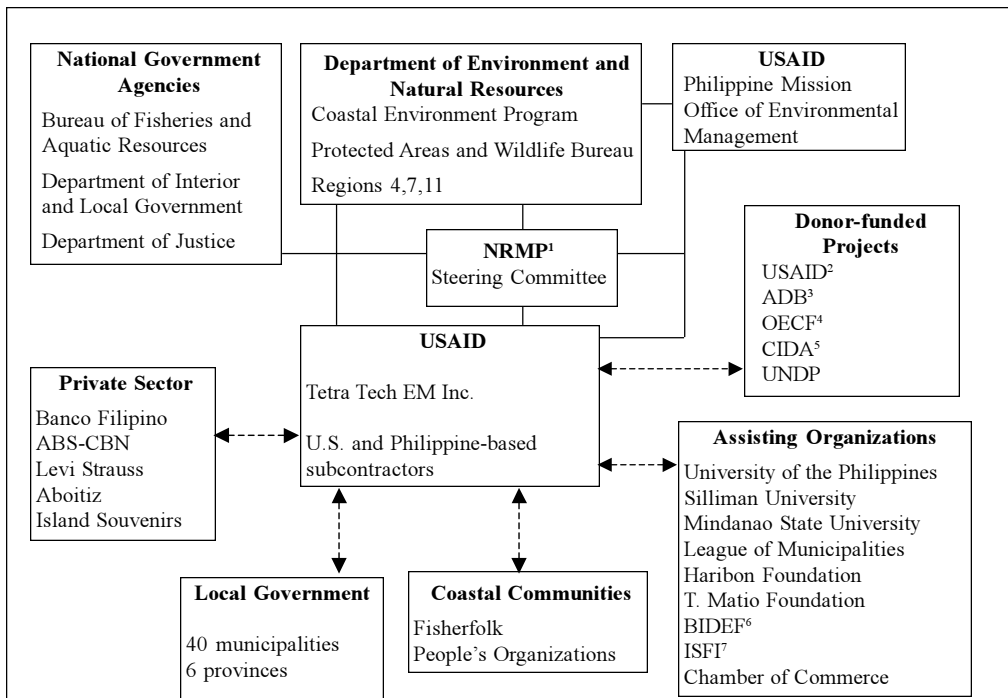 National Government
Agencies
Bureau of Fisheries and
Aquatic Resources
Department of Interior
and Local Government
Department of Justice
Department of Environment and
Natural Resources
Coastal Environment Program
Protected Areas and Wildlife Bureau
Regions 4,7,11
USAID
Philippine Mission
Office of Environmental
Management
NRMP¹
Steering Committee
Donor-funded
Projects
USAID²
ADB³
OECF⁴
CIDA⁵
UNDP
USAID
Tetra Tech EM Inc.
U.S. and Philippine-based
subcontractors
Private Sector
Banco Filipino
ABS-CBN
Levi Strauss
Aboitiz
Island Souvenirs
Assisting Organizations
University of the Philippines
Silliman University
Mindanao State University
League of Municipalities
Haribon Foundation
T. Matio Foundation
BIDEF⁶
ISFI⁷
Chamber of Commerce
Local Government
40 municipalities
6 provinces
Coastal Communities
Fisherfolk
People's Organizations